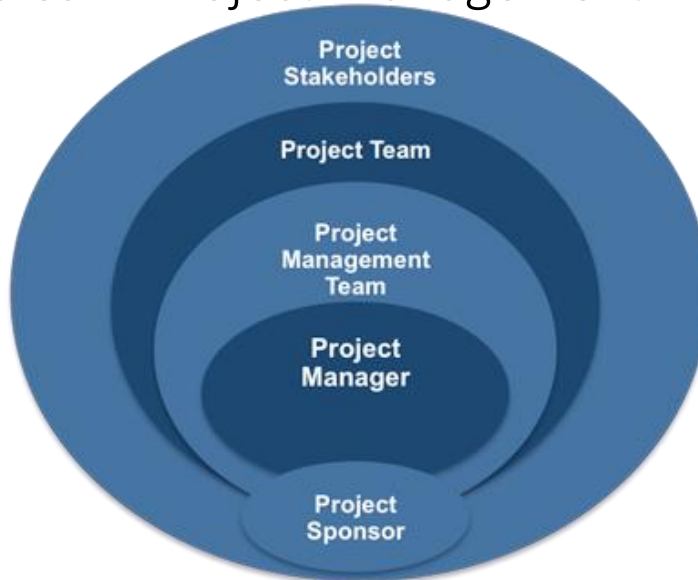 Project
Stakeholders
Project Team
Project
Management
Team
Project
Manager
Project
Sponsor